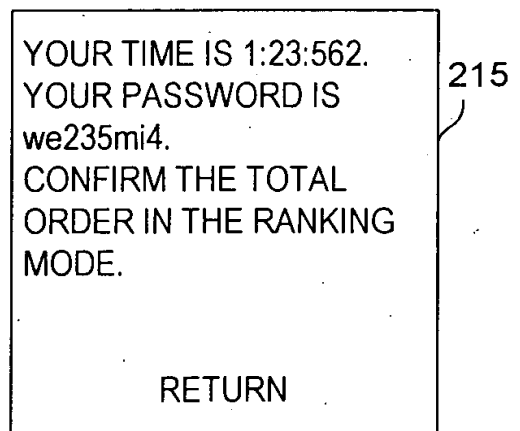 YOUR TIME IS 1:23:562.
YOUR PASSWORD IS
we235mi4.
CONFIRM THE TOTAL
ORDER IN THE RANKING
MODE.
RETURN
215